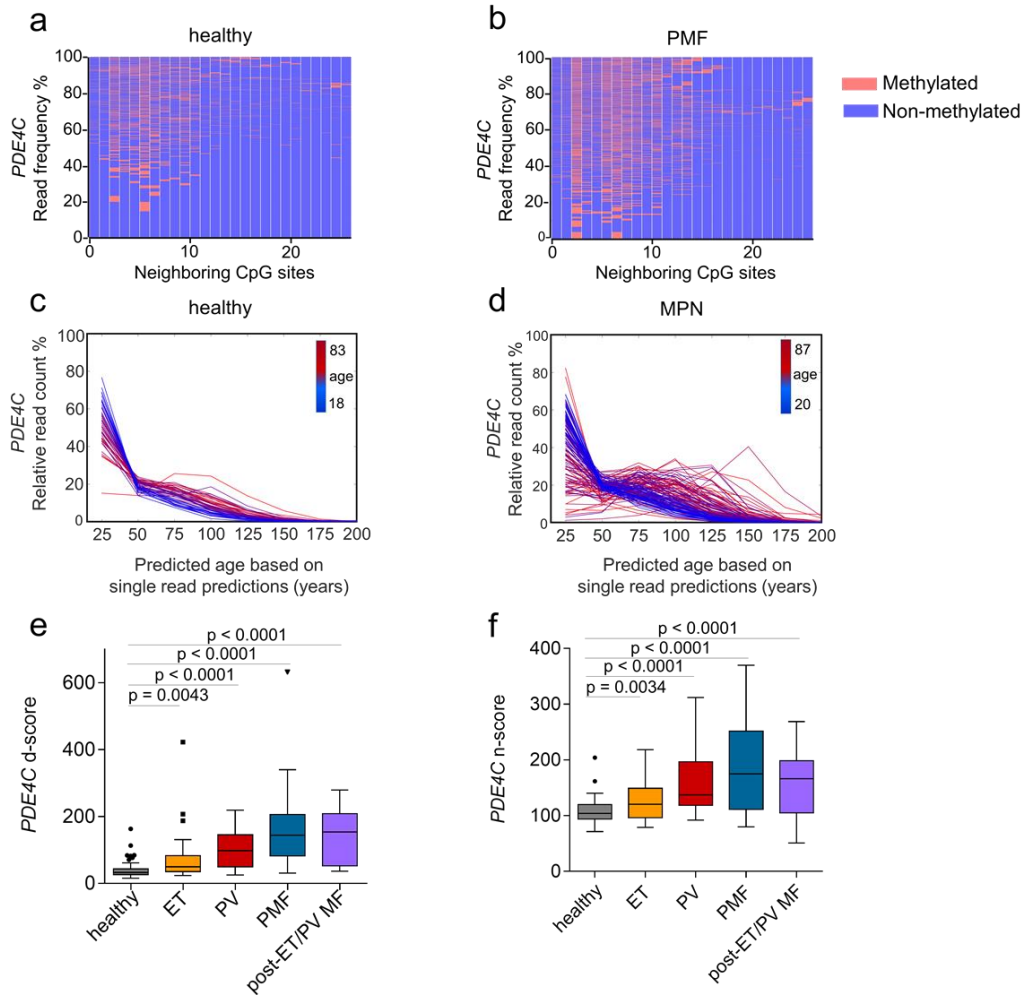 a
healthy
PDE4C
Read frequency %
100
80
60
40
20
0
0
10
20
Neighboring CpG sites
b
PMF
PDE4C
Read frequency %
100
80
60
40
20
0
0
10
20
Neighboring CpG sites
Methylated
Non-methylated
c
healthy
PDE4C
Relative read count %
100
80
60
40
20
0
83
age
18
25 50 75 100 125 150 175 200
Predicted age based on
single read predictions (years)
d
MPN
PDE4C
Relative read count %
100
80
60
40
20
0
87
age
20
25 50 75 100 125 150 175 200
Predicted age based on
single read predictions (years)
e
p < 0.0001
p < 0.0001
p < 0.0001
p = 0.0043
PDE4C d-score
600
400
200
0
healthy
ET
PV
PMF
post-ET/PV MF
f
p < 0.0001
p < 0.0001
p < 0.0001
p = 0.0034
PDE4C n-score
400
300
200
100
0
healthy
ET
PV
PMF
post-ET/PV MF